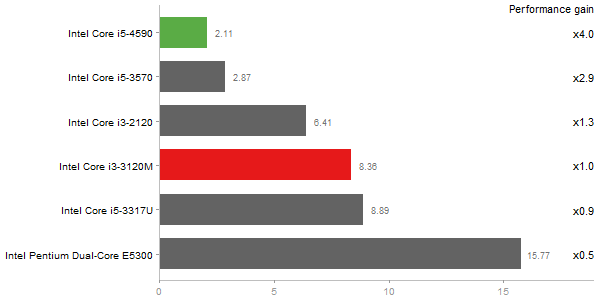 Performance gain
Intel Core i5-4590 2.11 x4.0
Intel Core i5-3570 2.87 x2.9
Intel Core i3-2120 6.41 x1.3
Intel Core i3-3120M 8.36 x1.0
Intel Core i5-3317U 8.89 x0.9
Intel Pentium Dual-Core E5300 15.77 x0.5
0 5 10 15